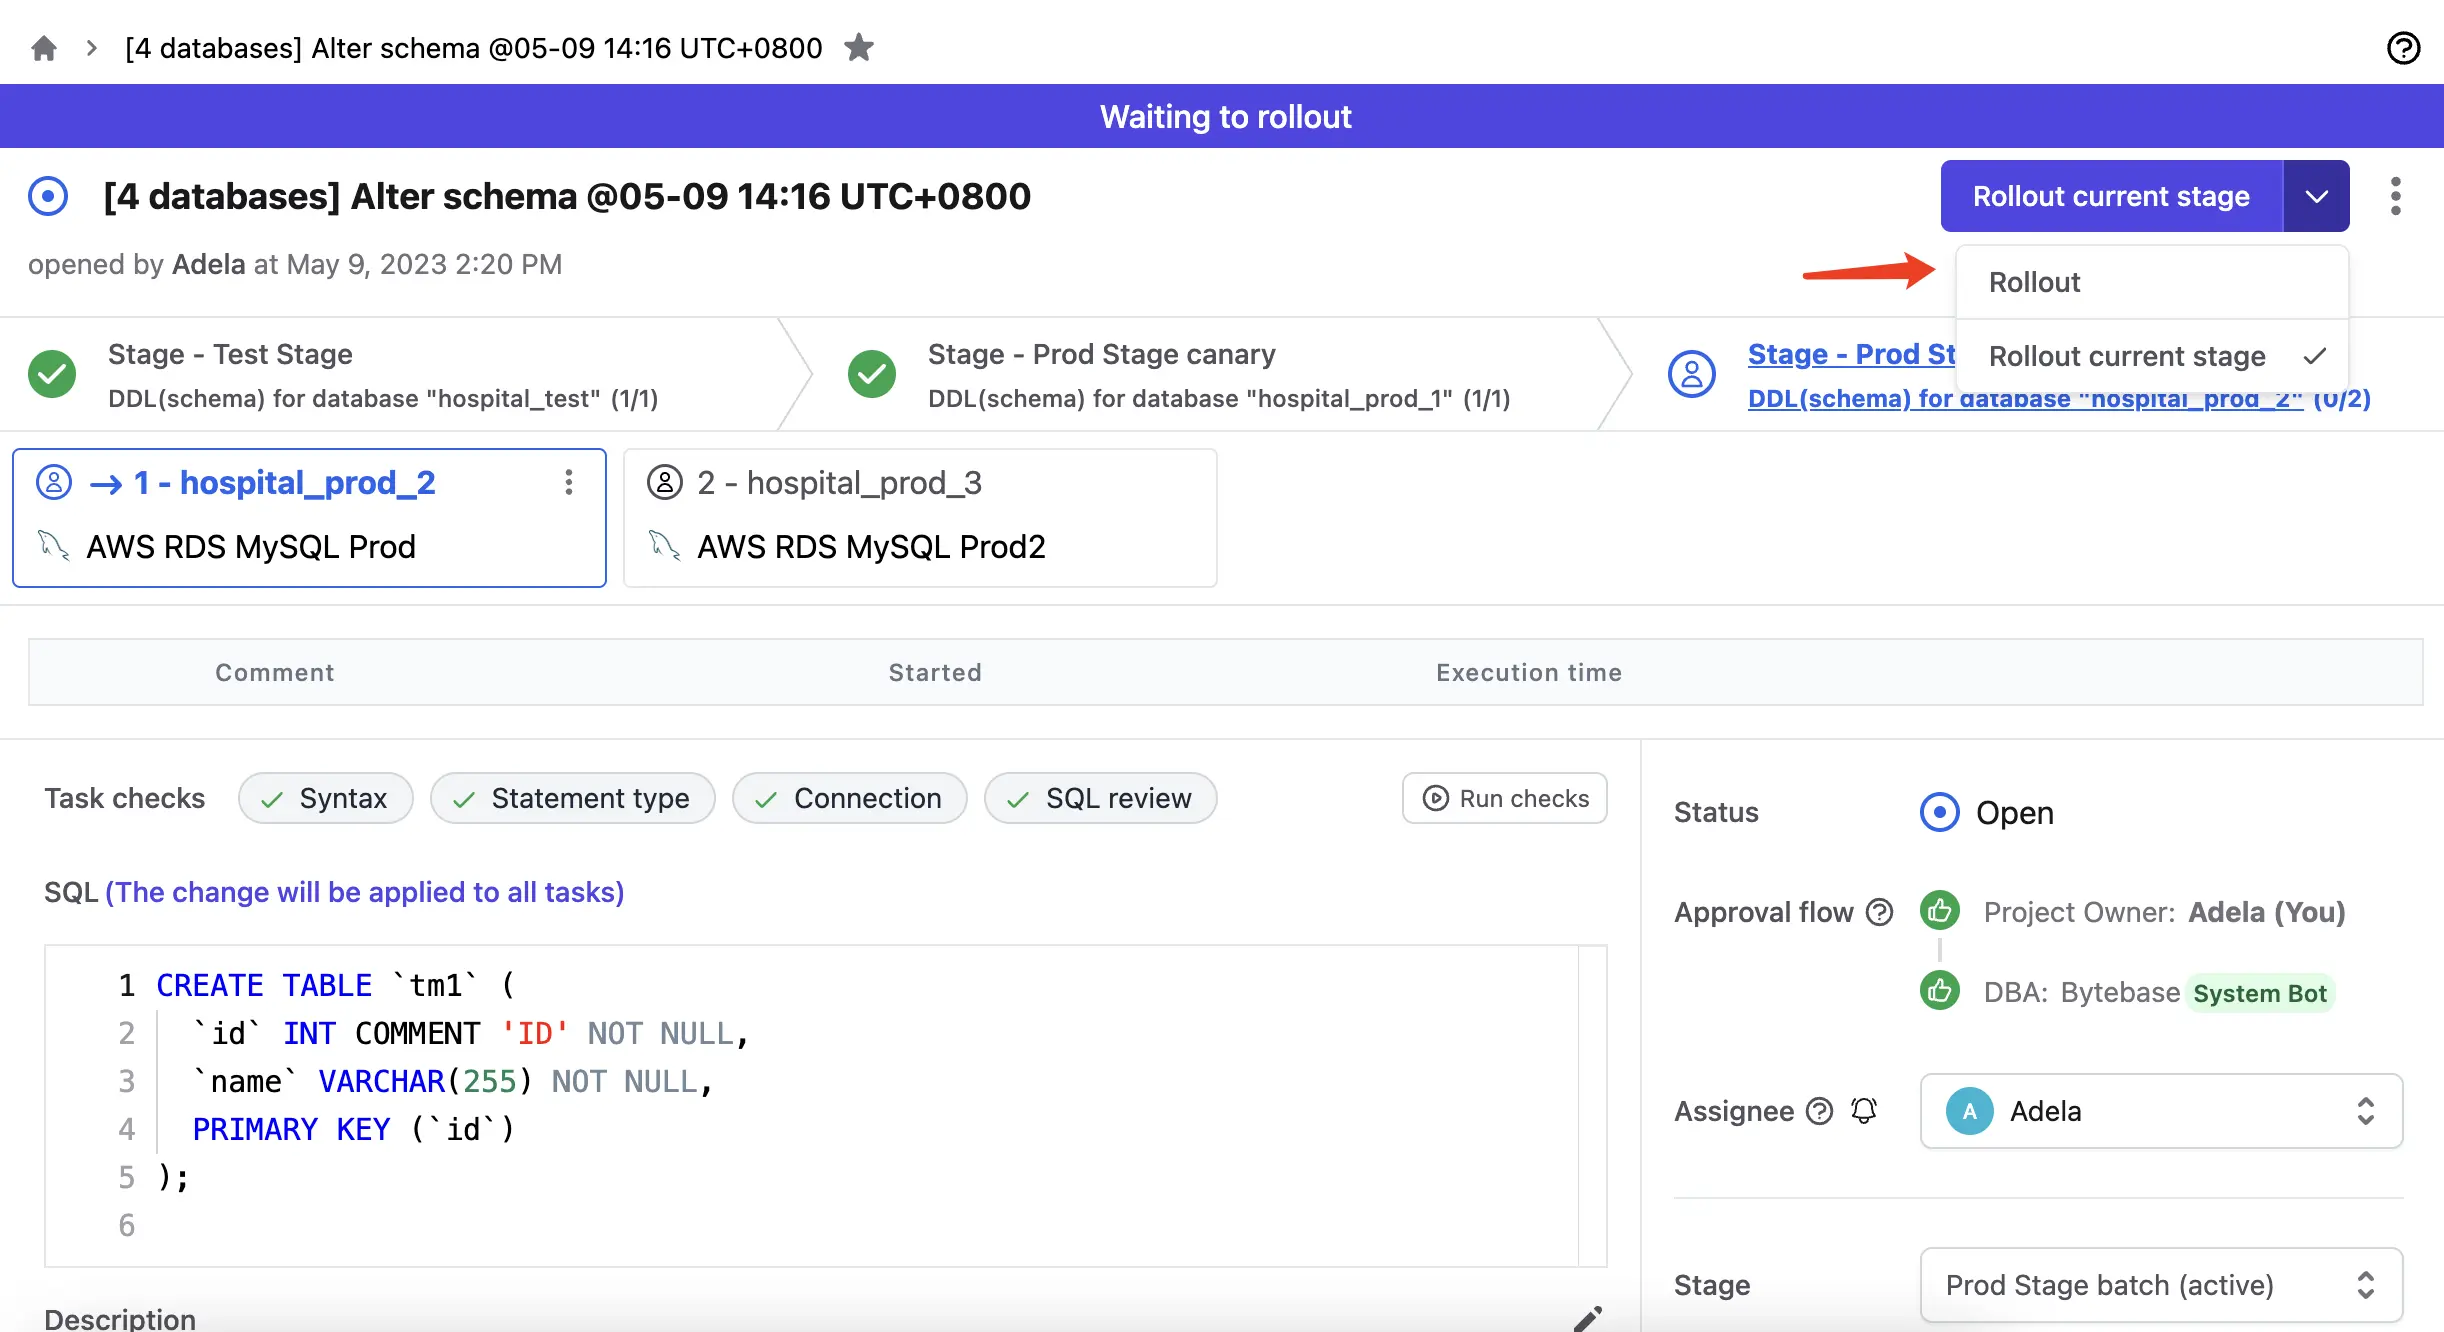 [4 databases] Alter schema @05-09 14:16 UTC+0800
Waiting to rollout
[4 databases] Alter schema @05-09 14:16 UTC+0800
Rollout current stage
opened by Adela at May 9, 2023 2:20 PM
Rollout
Rollout current stage
Stage - Test Stage
DDL(schema) for database "hospital_test" (1/1)
Stage - Prod Stage canary
DDL(schema) for database "hospital_prod_1" (1/1)
Stage - Prod St
DDL(schema) for database "hospital_prod_2" (0/2)
→ 1 - hospital_prod_2
AWS RDS MySQL Prod
2 - hospital_prod_3
AWS RDS MySQL Prod2
Comment Started Execution time
Task checks Syntax Statement type Connection SQL review Run checks
SQL (The change will be applied to all tasks)
1 CREATE TABLE `tm1` (
2 `id` INT COMMENT 'ID' NOT NULL,
3 `name` VARCHAR(255) NOT NULL,
4 PRIMARY KEY (`id`)
5 );
6
Description
Status Open
Approval flow Project Owner: Adela (You)
DBA: Bytebase System Bot
Assignee A Adela
Stage Prod Stage batch (active)